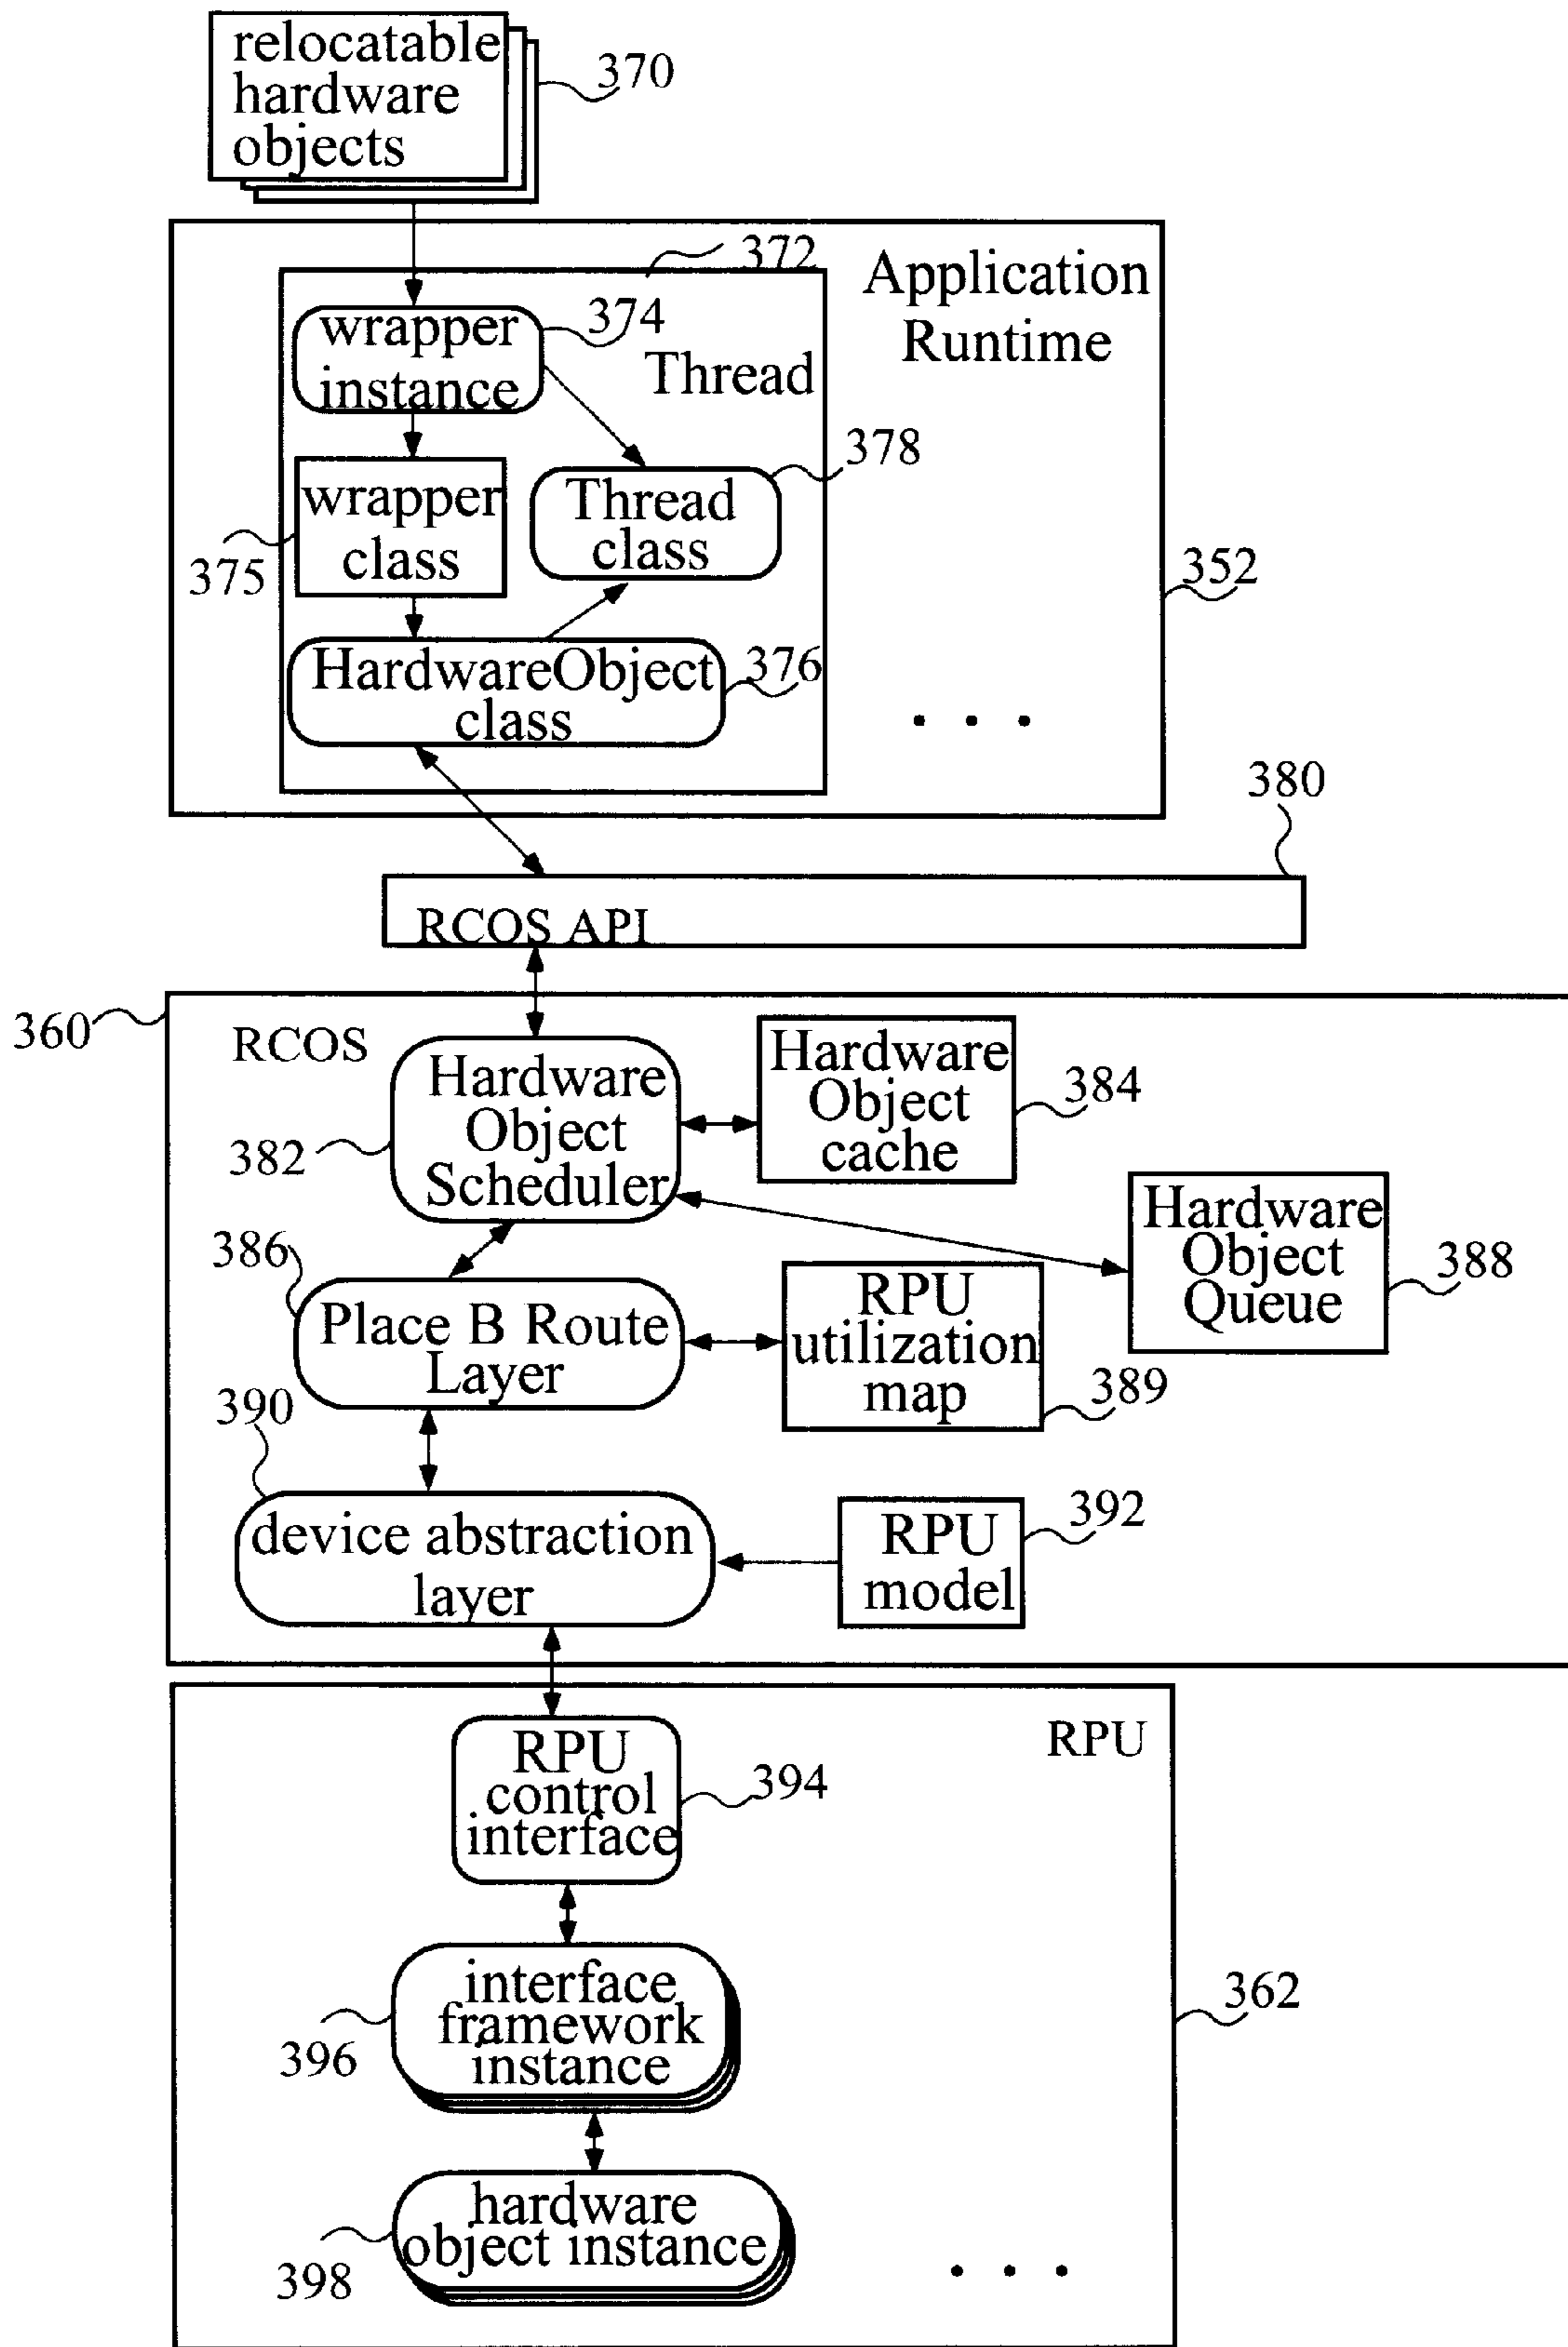 relocatable
hardware
objects
370
372
Application
Runtime
wrapper
instance
374
Thread
378
wrapper
class
375
Thread
class
352
HardwareObject
class
376
. . .
380
RCOS API
360
RCOS
Hardware
Object
Scheduler
382
Hardware
Object
cache
384
Hardware
Object
Queue
388
386
Place B Route
Layer
RPU
utilization
map
389
390
device abstraction
layer
RPU
model
392
RPU
RPU
control
interface
394
interface
framework
instance
396
362
hardware
object instance
398
. . .